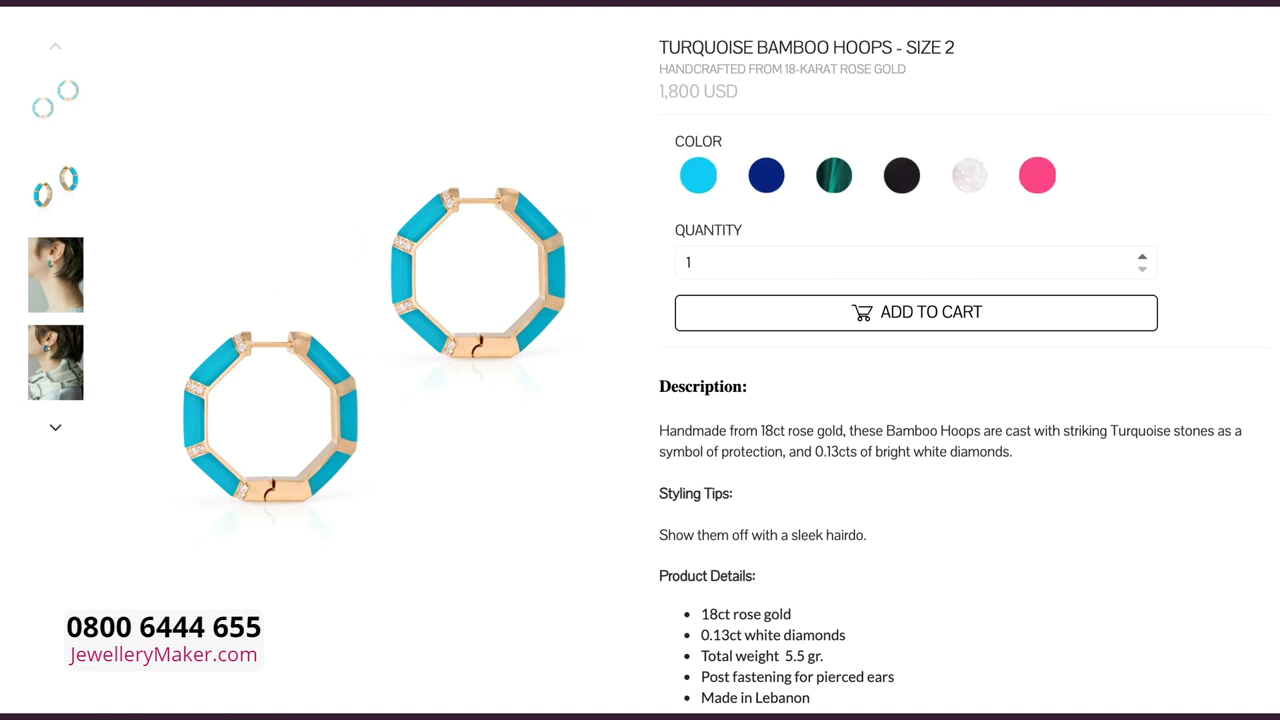 TURQUOISE BAMBOO HOOPS - SIZE 2
HANDCRAFTED FROM 18-KARAT ROSE GOLD
1,800 USD
COLOR
QUANTITY
1
ADD TO CART
Description:
Handmade from 18ct rose gold, these Bamboo Hoops are cast with striking Turquoise stones as a
symbol of protection, and 0.13cts of bright white diamonds.
Styling Tips:
Show them off with a sleek hairdo.
Product Details:
18ct rose gold
0.13ct white diamonds
Total weight 5.5 gr.
Post fastening for pierced ears
Made in Lebanon
0800 6444 655
JewelleryMaker.com